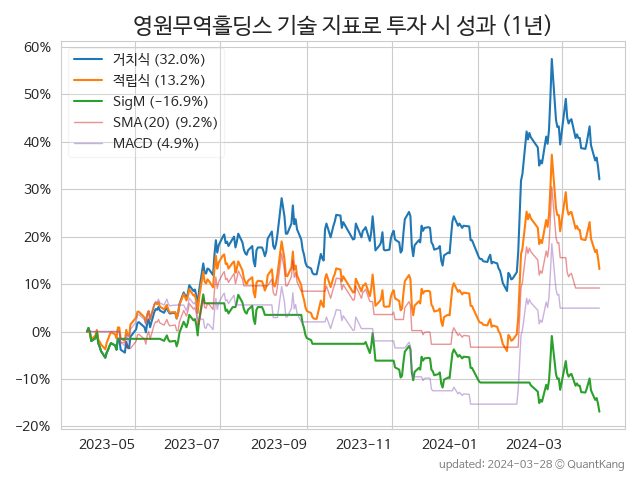 영원무역홀딩스 기술 지표로 투자 시 성과 (1년)
60%
50%
40%
30%
20%
10%
0%
−10%
−20%
거치식 (32.0%)
적립식 (13.2%)
SigM (−16.9%)
SMA(20) (9.2%)
MACD (4.9%)
2023-05
2023-07
2023-09
2023-11
2024-01
2024-03
updated: 2024-03-28 © QuantKang